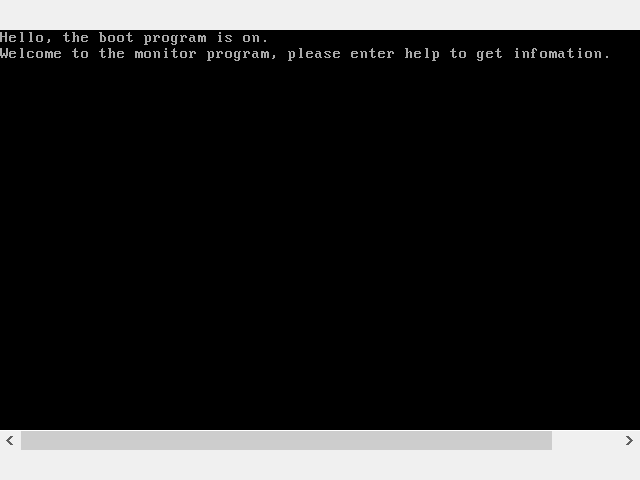 Hello, the boot program is on.
Welcome to the monitor program, please enter help to get infomation.